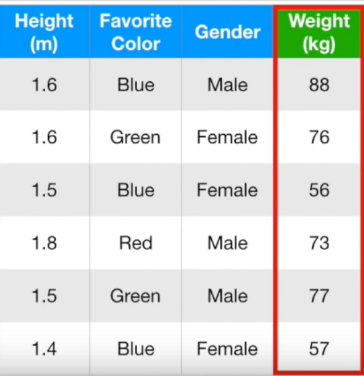 Height (m) Favorite Color Gender Weight (kg)
1.6 Blue Male 88
1.6 Green Female 76
1.5 Blue Female 56
1.8 Red Male 73
1.5 Green Male 77
1.4 Blue Female 57